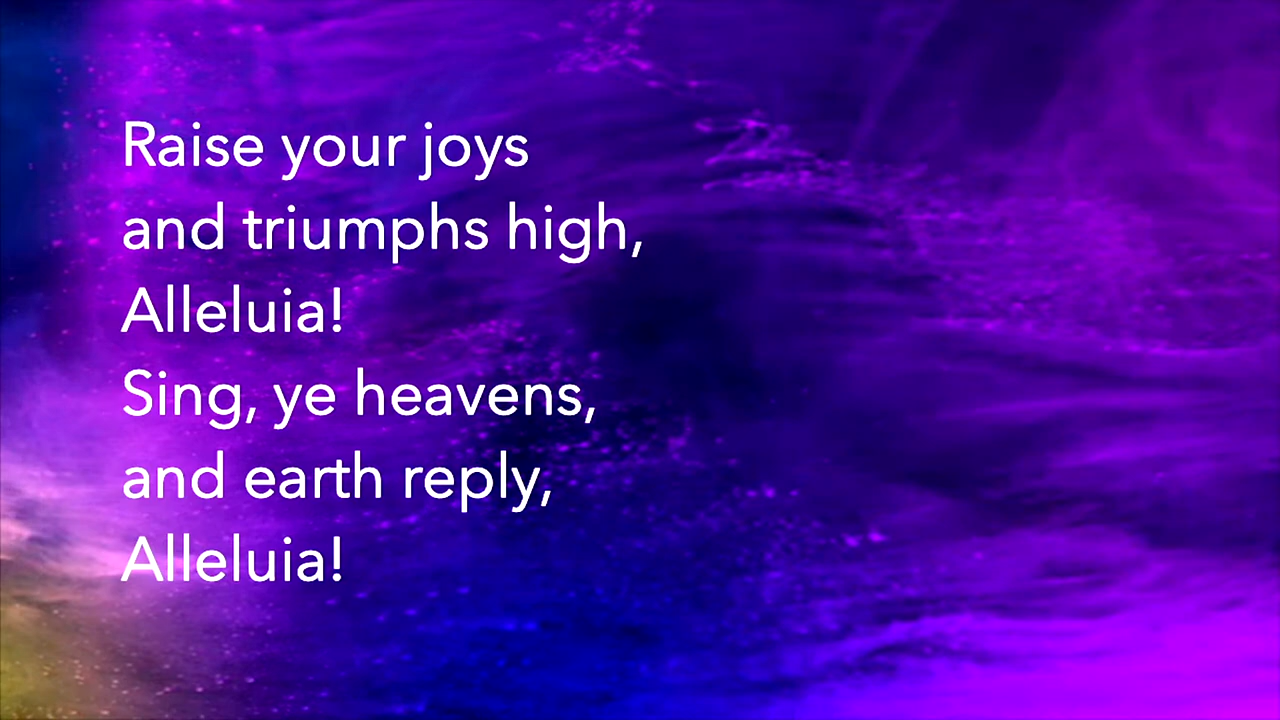 Raise your joys
and triumphs high,
Alleluia!
Sing, ye heavens,
and earth reply,
Alleluia!